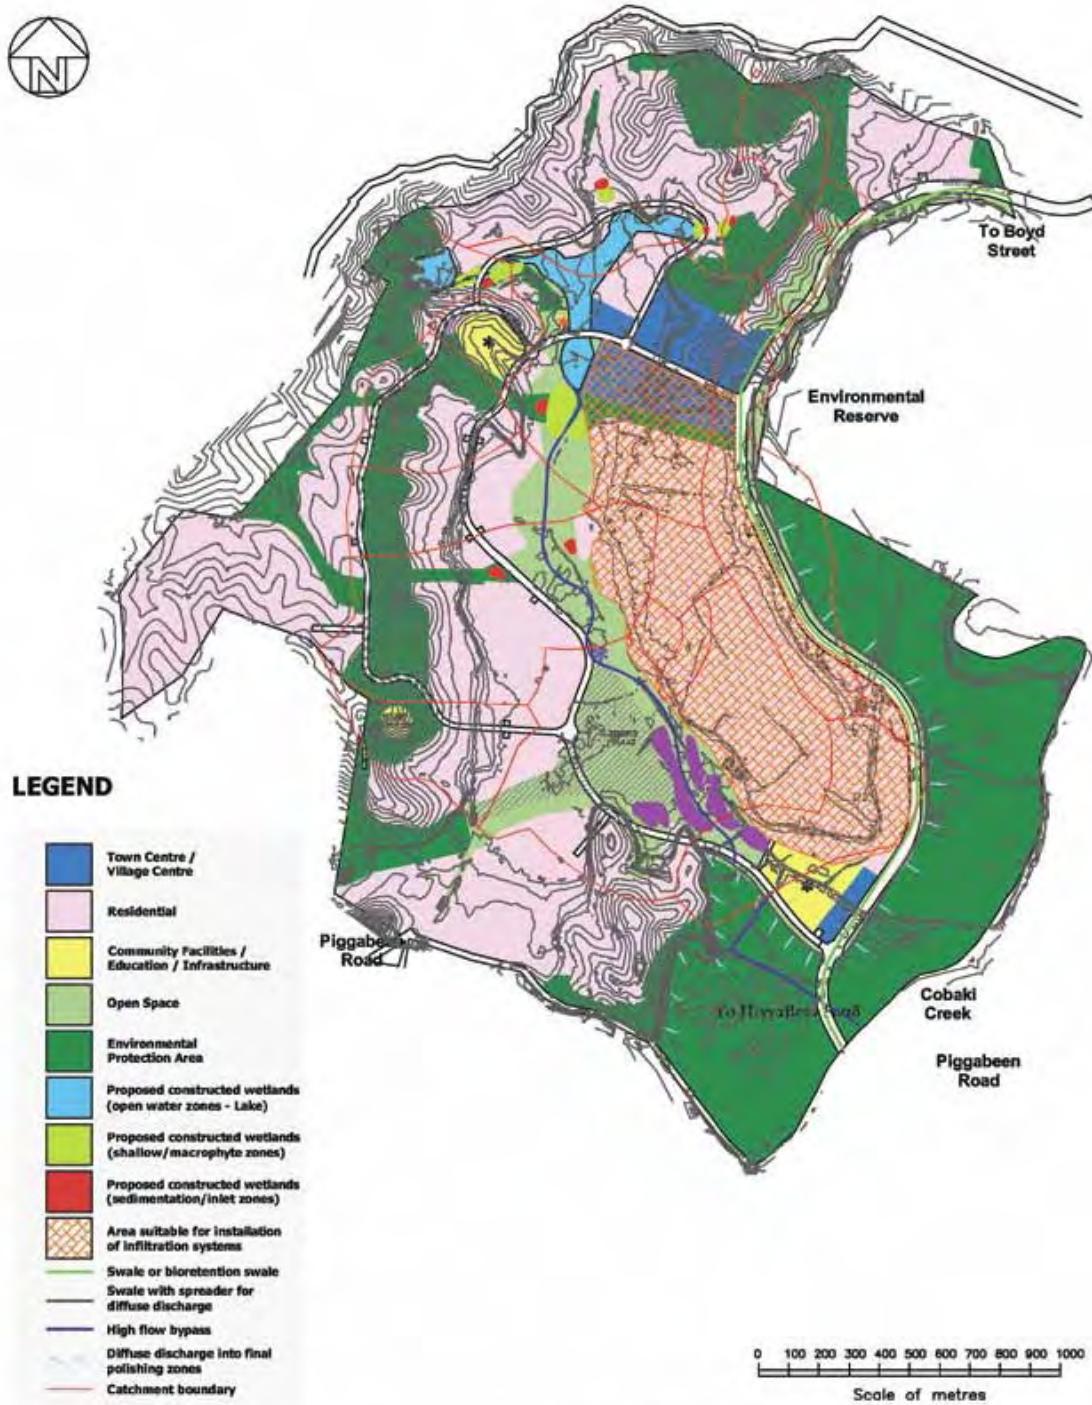 N
To Boyd
Street
Environmental
Reserve
LEGEND
Town Centre /
Village Centre
Residential
Community Facilities /
Education / Infrastructure
Open Space
Environmental
Protection Area
Proposed constructed wetlands
(open water zones - Lake)
Proposed constructed wetlands
(shallow/macrophyte zones)
Proposed constructed wetlands
(sedimentation/inlet zones)
Area suitable for installation
of infiltration systems
Swale or bioretention swale
Swale with spreader for
diffuse discharge
High flow bypass
Diffuse discharge into final
polishing zones
Catchment boundary
Road
Cobaki
Creek
Piggabeen
Road
0 100 200 300 400 500 600 700 800 900 1000
Scale of metres